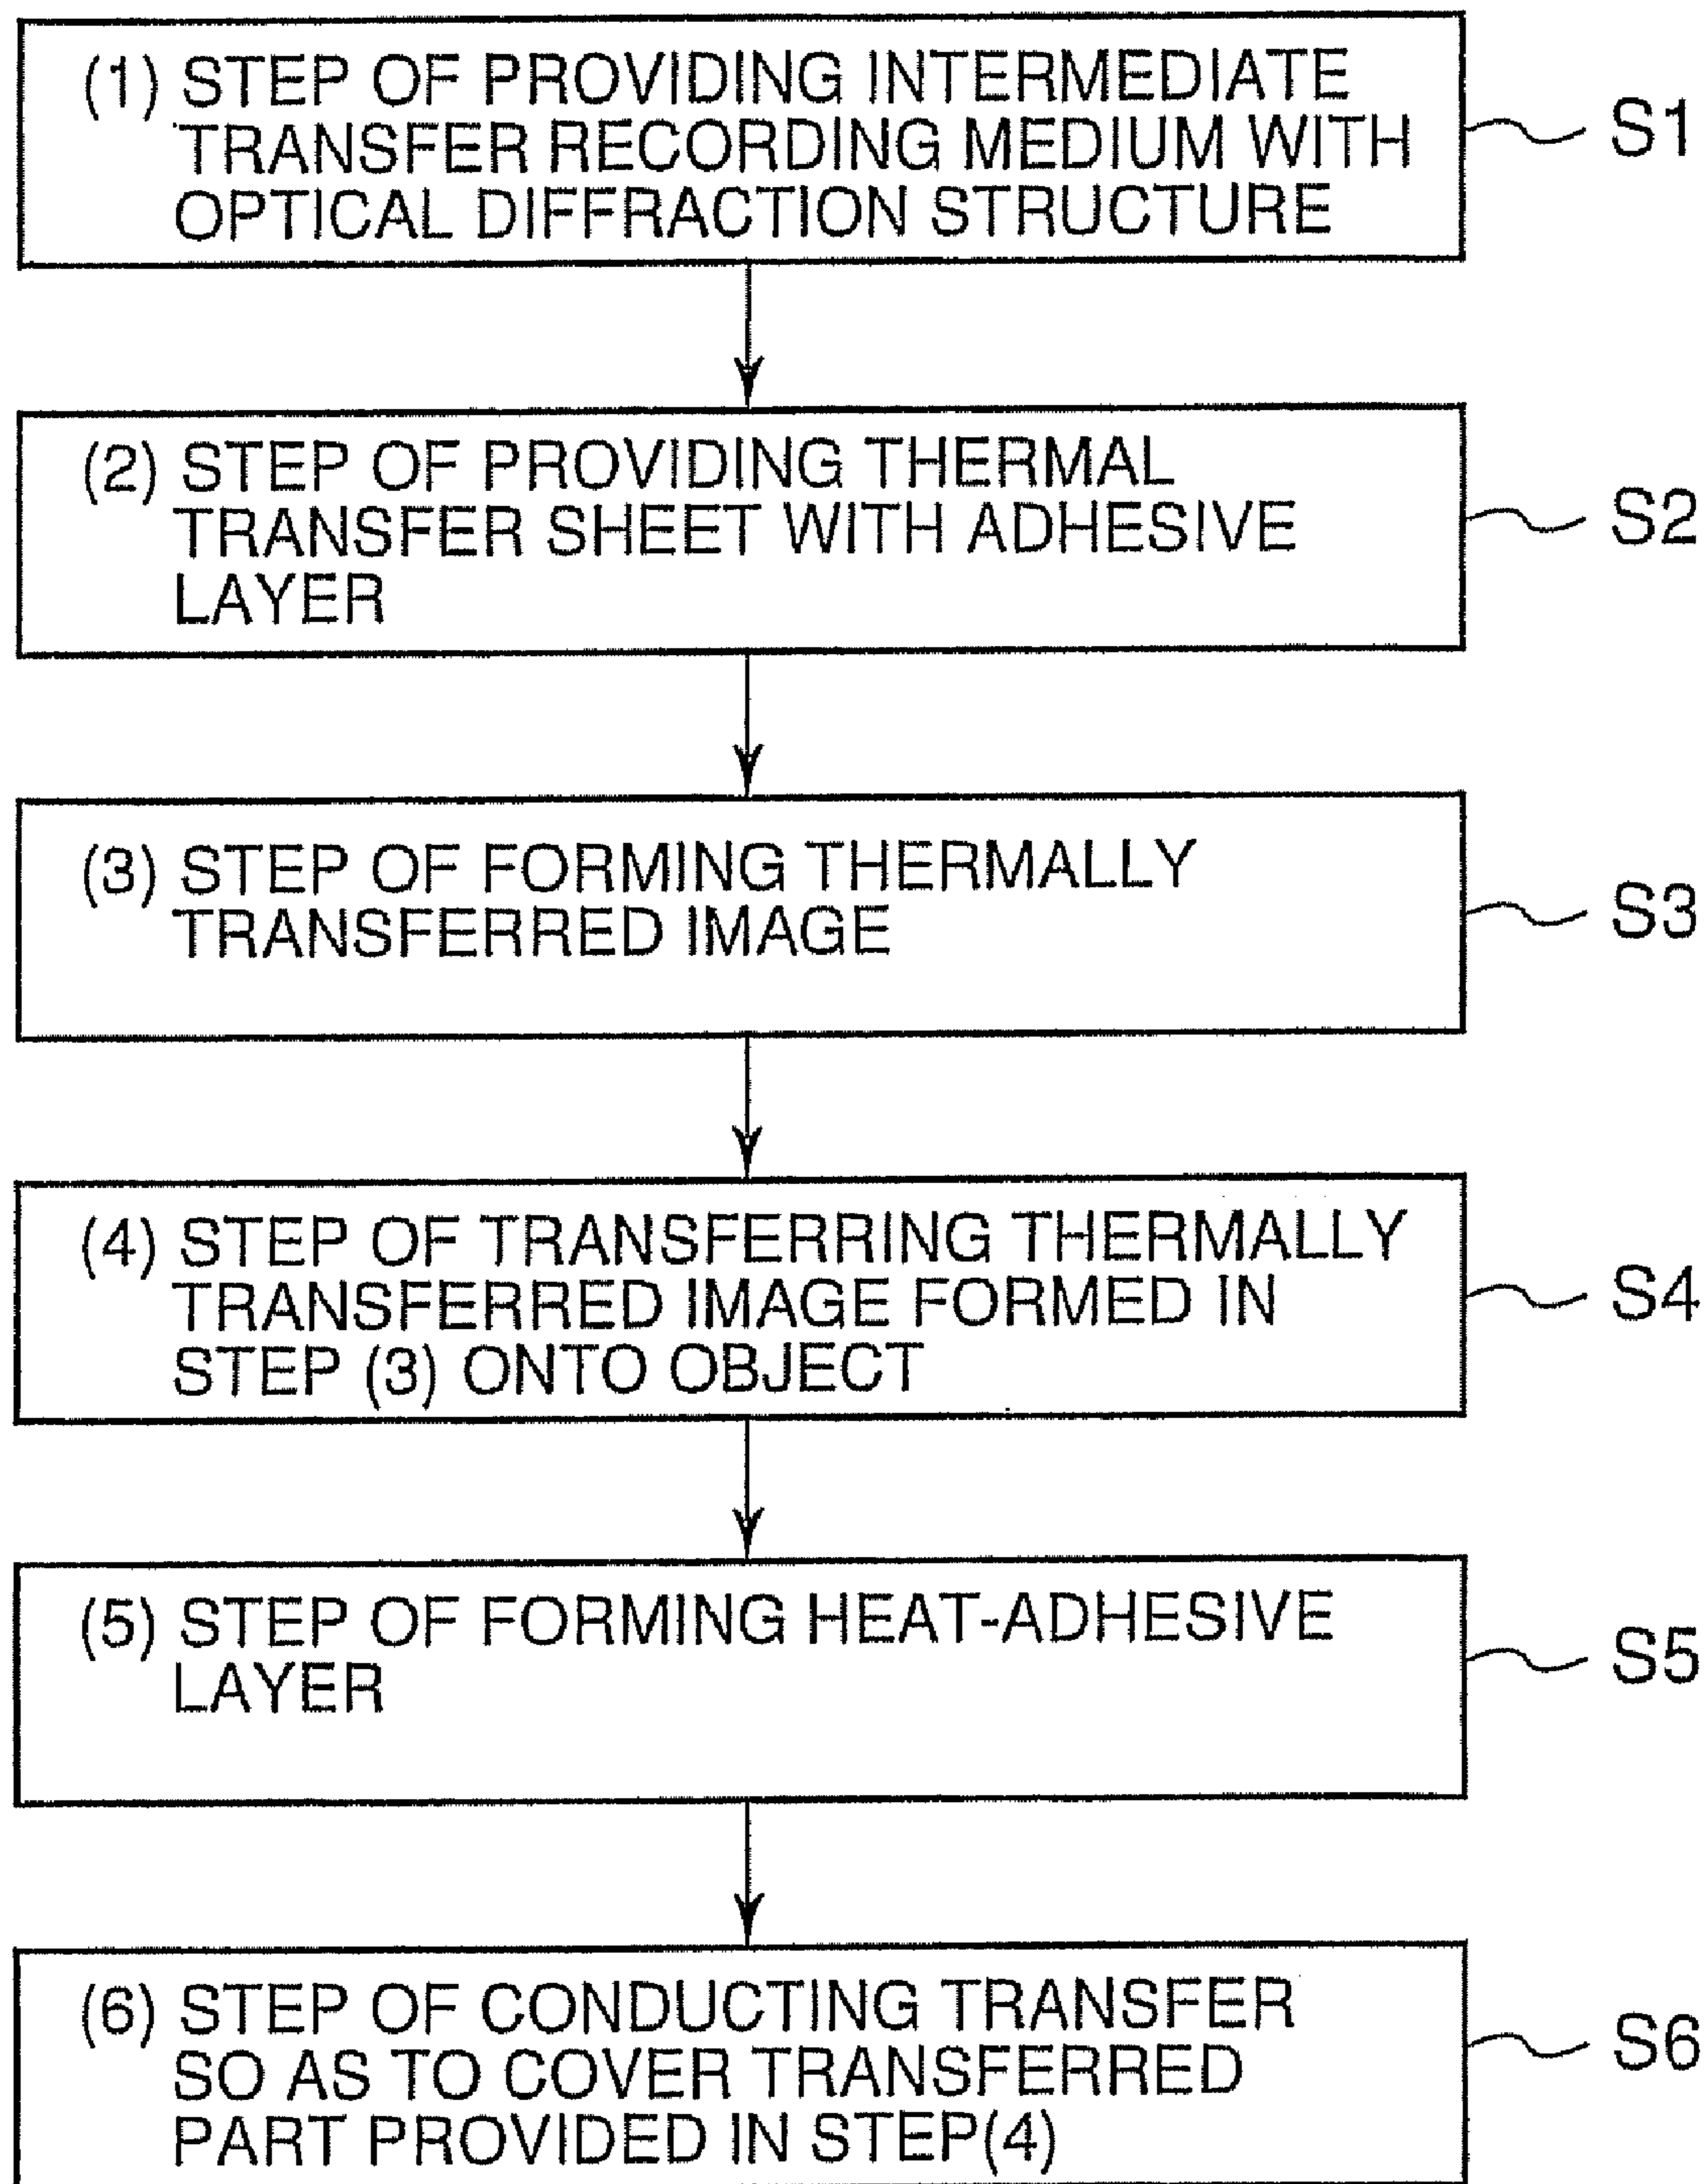 (1) STEP OF PROVIDING INTERMEDIATE
TRANSFER RECORDING MEDIUM WITH
OPTICAL DIFFRACTION STRUCTURE
S1
(2) STEP OF PROVIDING THERMAL
TRANSFER SHEET WITH ADHESIVE
LAYER
S2
(3) STEP OF FORMING THERMALLY
TRANSFERRED IMAGE
S3
(4) STEP OF TRANSFERRING THERMALLY
TRANSFERRED IMAGE FORMED IN
STEP (3) ONTO OBJECT
S4
(5) STEP OF FORMING HEAT-ADHESIVE
LAYER
S5
(6) STEP OF CONDUCTING TRANSFER
SO AS TO COVER TRANSFERRED
PART PROVIDED IN STEP(4)
S6